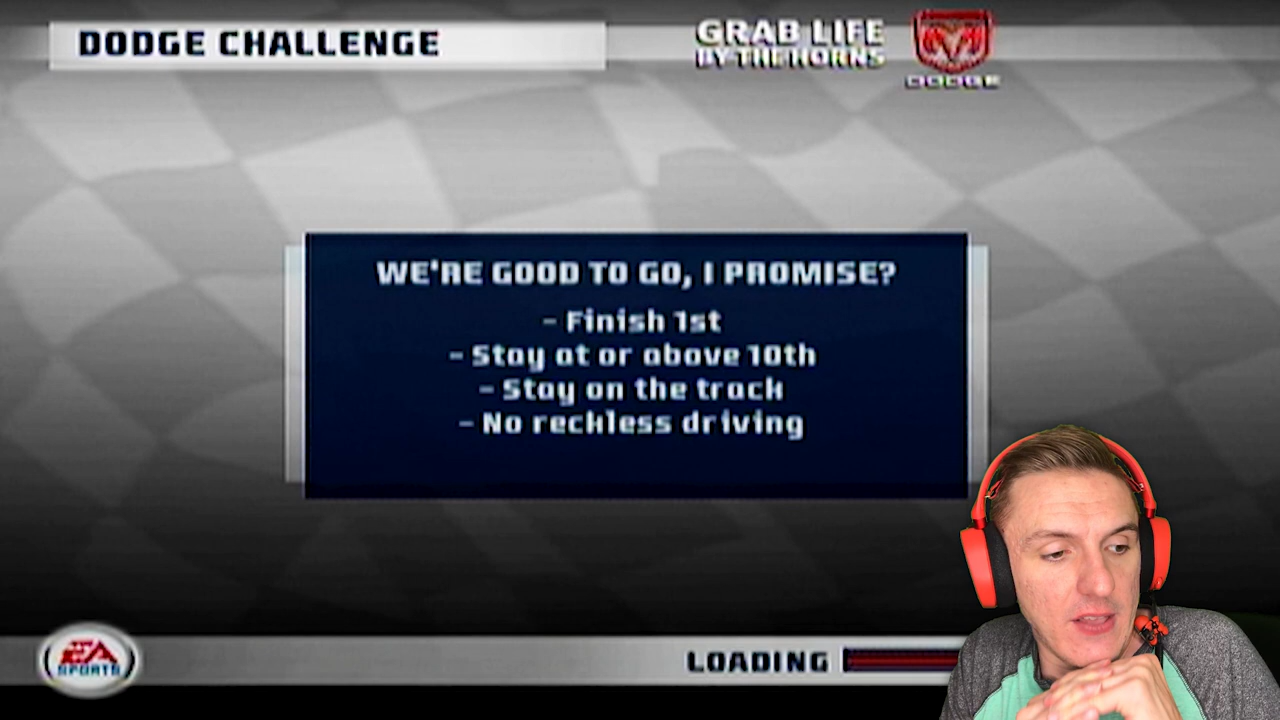 DODGE CHALLENGE
GRAB LIFE
BY THE HORNS
DODGE
WE'RE GOOD TO GO, I PROMISE?
- Finish 1st
- Stay at or above 10th
- Stay on the track
- No reckless driving
EA
SPORTS
LOADING